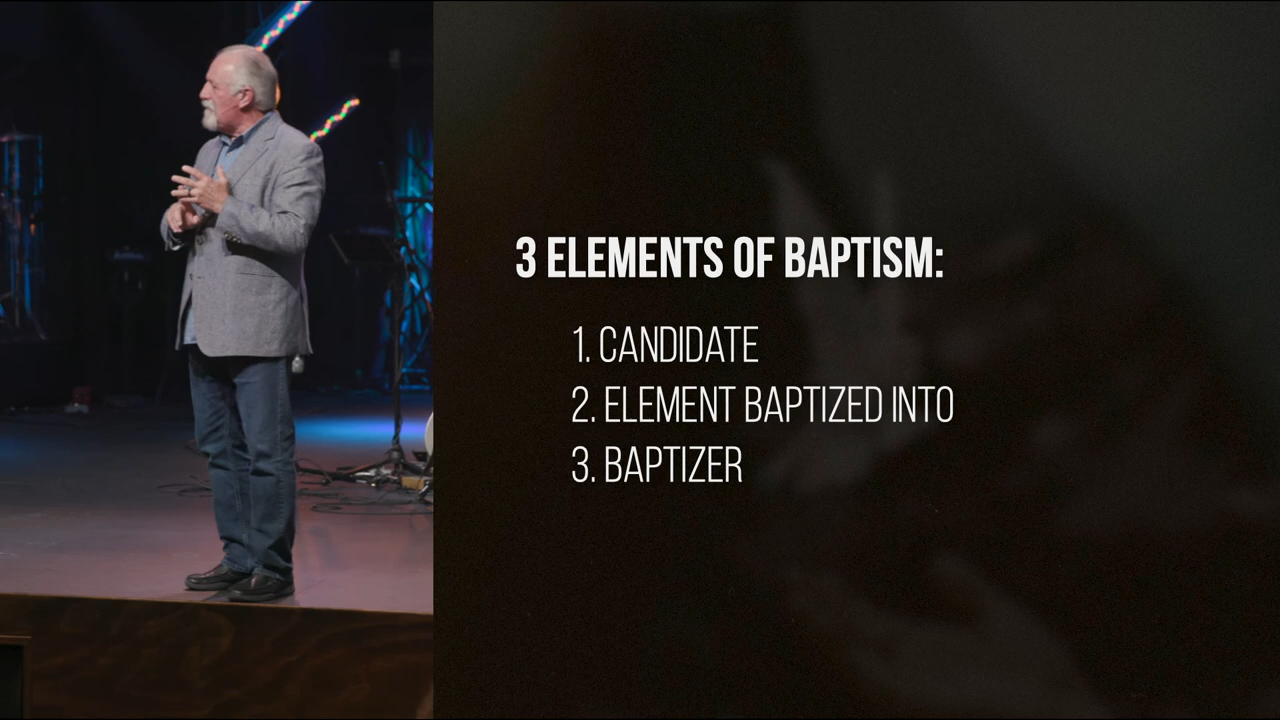 3 ELEMENTS OF BAPTISM:
1. CANDIDATE
2. ELEMENT BAPTIZED INTO
3. BAPTIZER